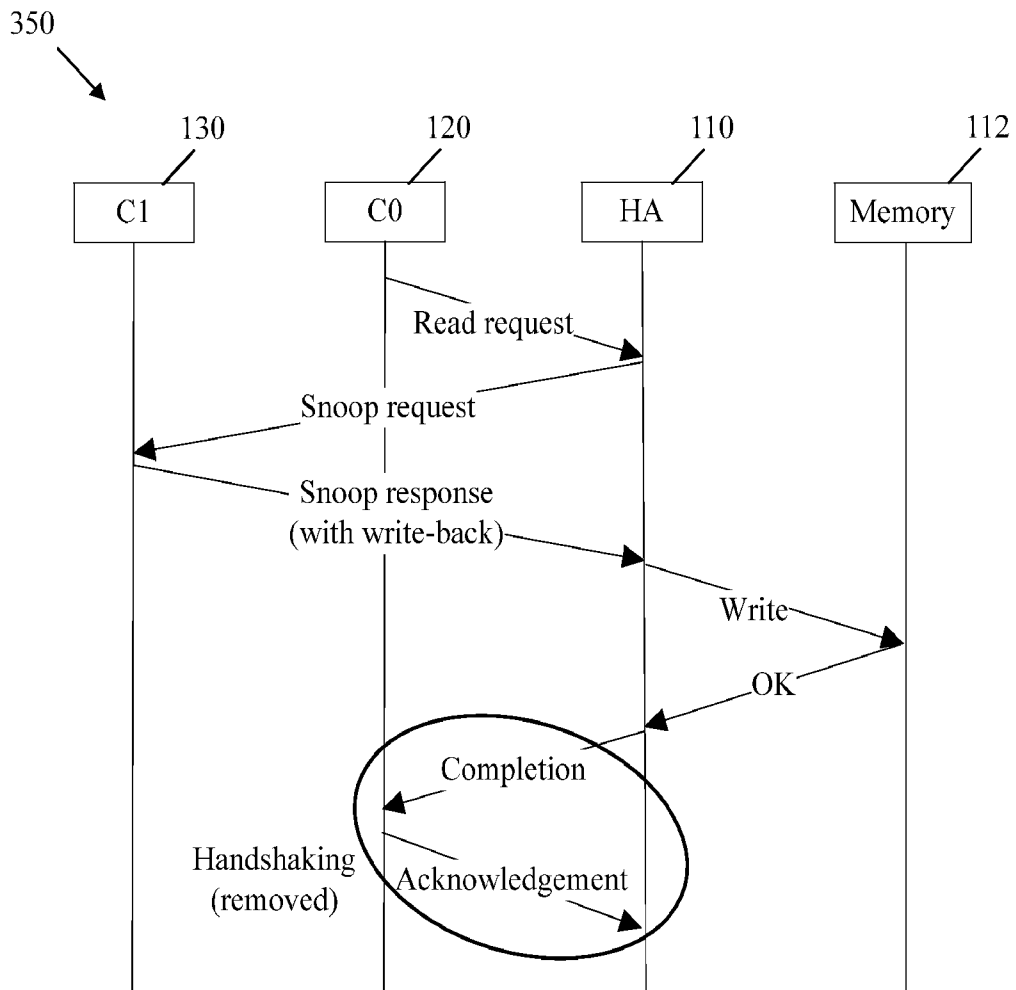 350
130
120
110
112
C1
C0
HA
Memory
Read request
Snoop request
Snoop response
(with write-back)
Write
OK
Completion
Handshaking
(removed)
Acknowledgement